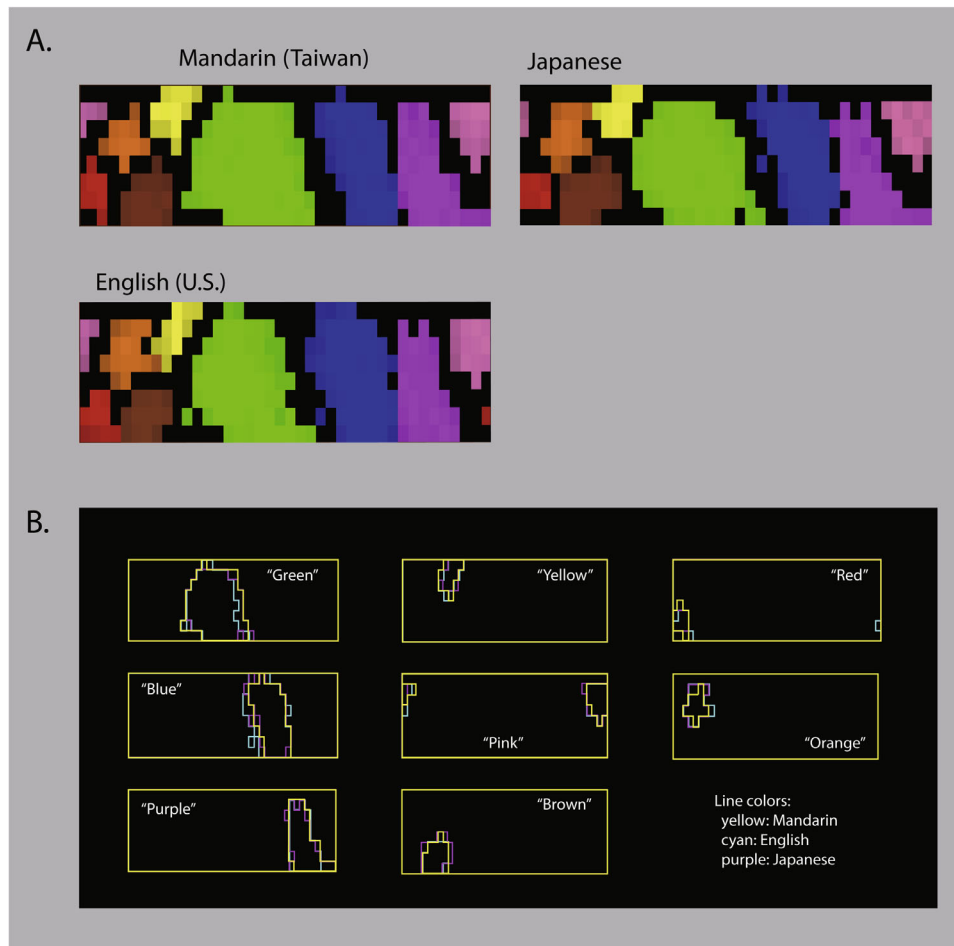 A.
Mandarin (Taiwan)
Japanese
English (U.S.)
B.
“Green”
“Yellow”
“Red”
“Blue”
“Pink”
“Orange”
“Purple”
“Brown”
Line colors:
yellow: Mandarin
cyan: English
purple: Japanese